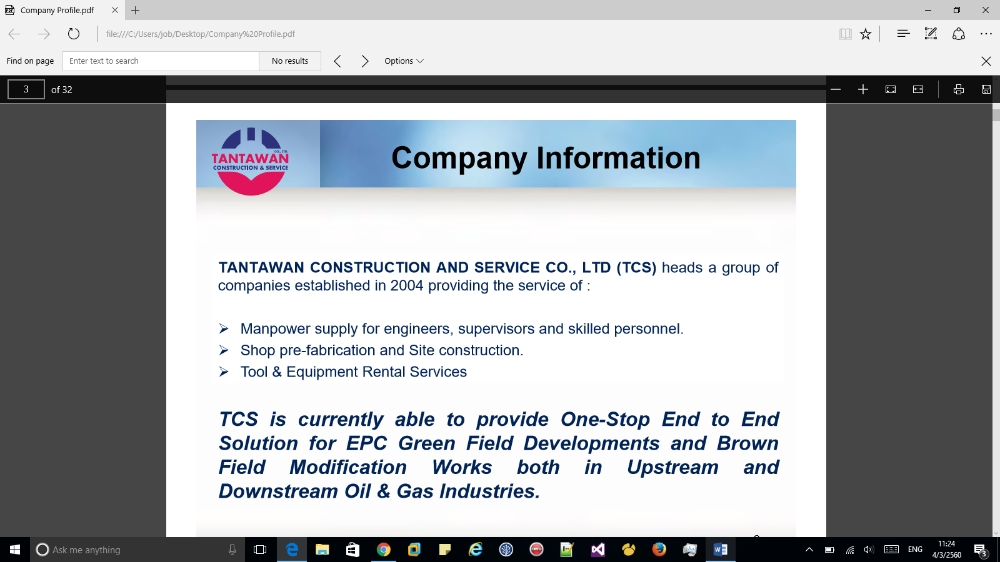 Company Profile.pdf
file:///C:/Users/job/Desktop/Company%20Profile.pdf
Find on page
Enter text to search
No results
Options
3
of 32
CO.,LTD.
TANTAWAN
CONSTRUCTION & SERVICE
Company Information
TANTAWAN CONSTRUCTION AND SERVICE CO., LTD (TCS) heads a group of
companies established in 2004 providing the service of :
Manpower supply for engineers, supervisors and skilled personnel.
Shop pre-fabrication and Site construction.
Tool & Equipment Rental Services
TCS is currently able to provide One-Stop End to End
Solution for EPC Green Field Developments and Brown
Field Modification Works both in Upstream and
Downstream Oil & Gas Industries.
Ask me anything
nero
ENG
11:24
4/3/2560
3